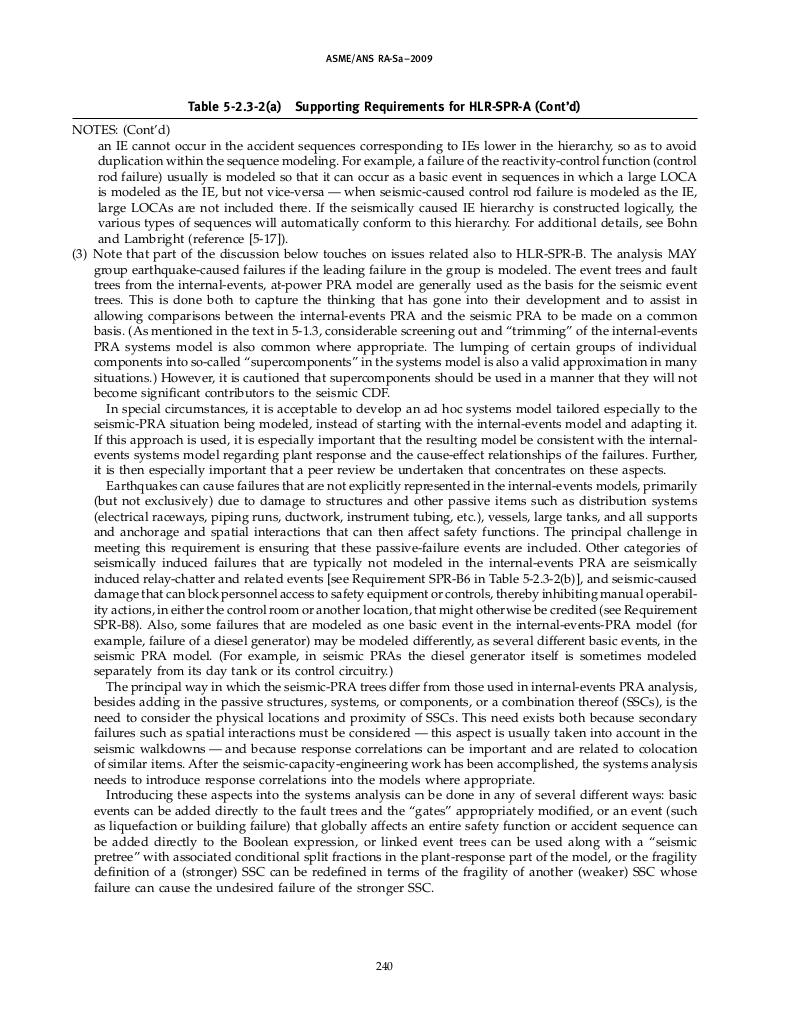 ASME/ANS RA-Sa–2009
Table 5-2.3-2(a) Supporting Requirements for HLR-SPR-A (Cont'd)
NOTES: (Cont'd)
an IE cannot occur in the accident sequences corresponding to IEs lower in the hierarchy, so as to avoid
duplication within the sequence modeling. For example, a failure of the reactivity-control function (control
rod failure) usually is modeled so that it can occur as a basic event in sequences in which a large LOCA
is modeled as the IE, but not vice-versa — when seismic-caused control rod failure is modeled as the IE,
large LOCAs are not included there. If the seismically caused IE hierarchy is constructed logically, the
various types of sequences will automatically conform to this hierarchy. For additional details, see Bohn
and Lambright (reference [5-17]).
(3) Note that part of the discussion below touches on issues related also to HLR-SPR-B. The analysis MAY
group earthquake-caused failures if the leading failure in the group is modeled. The event trees and fault
trees from the internal-events, at-power PRA model are generally used as the basis for the seismic event
trees. This is done both to capture the thinking that has gone into their development and to assist in
allowing comparisons between the internal-events PRA and the seismic PRA to be made on a common
basis. (As mentioned in the text in 5-1.3, considerable screening out and “trimming” of the internal-events
PRA systems model is also common where appropriate. The lumping of certain groups of individual
components into so-called “supercomponents” in the systems model is also a valid approximation in many
situations.) However, it is cautioned that supercomponents should be used in a manner that they will not
become significant contributors to the seismic CDF.
In special circumstances, it is acceptable to develop an ad hoc systems model tailored especially to the
seismic-PRA situation being modeled, instead of starting with the internal-events model and adapting it.
If this approach is used, it is especially important that the resulting model be consistent with the internal-
events systems model regarding plant response and the cause-effect relationships of the failures. Further,
it is then especially important that a peer review be undertaken that concentrates on these aspects.
Earthquakes can cause failures that are not explicitly represented in the internal-events models, primarily
(but not exclusively) due to damage to structures and other passive items such as distribution systems
(electrical raceways, piping runs, ductwork, instrument tubing, etc.), vessels, large tanks, and all supports
and anchorage and spatial interactions that can then affect safety functions. The principal challenge in
meeting this requirement is ensuring that these passive-failure events are included. Other categories of
seismically induced failures that are typically not modeled in the internal-events PRA are seismically
induced relay-chatter and related events [see Requirement SPR-B6 in Table 5-2.3-2(b)], and seismic-caused
damage that can block personnel access to safety equipment or controls, thereby inhibiting manual operabil-
ity actions, in either the control room or another location, that might otherwise be credited (see Requirement
SPR-B8). Also, some failures that are modeled as one basic event in the internal-events-PRA model (for
example, failure of a diesel generator) may be modeled differently, as several different basic events, in the
seismic PRA model. (For example, in seismic PRAs the diesel generator itself is sometimes modeled
separately from its day tank or its control circuitry.)
The principal way in which the seismic-PRA trees differ from those used in internal-events PRA analysis,
besides adding in the passive structures, systems, or components, or a combination thereof (SSCs), is the
need to consider the physical locations and proximity of SSCs. This need exists both because secondary
failures such as spatial interactions must be considered — this aspect is usually taken into account in the
seismic walkdowns — and because response correlations can be important and are related to colocation
of similar items. After the seismic-capacity-engineering work has been accomplished, the systems analysis
needs to introduce response correlations into the models where appropriate.
Introducing these aspects into the systems analysis can be done in any of several different ways: basic
events can be added directly to the fault trees and the “gates” appropriately modified, or an event (such
as liquefaction or building failure) that globally affects an entire safety function or accident sequence can
be added directly to the Boolean expression, or linked event trees can be used along with a “seismic
pretree” with associated conditional split fractions in the plant-response part of the model, or the fragility
definition of a (stronger) SSC can be redefined in terms of the fragility of another (weaker) SSC whose
failure can cause the undesired failure of the stronger SSC.
240